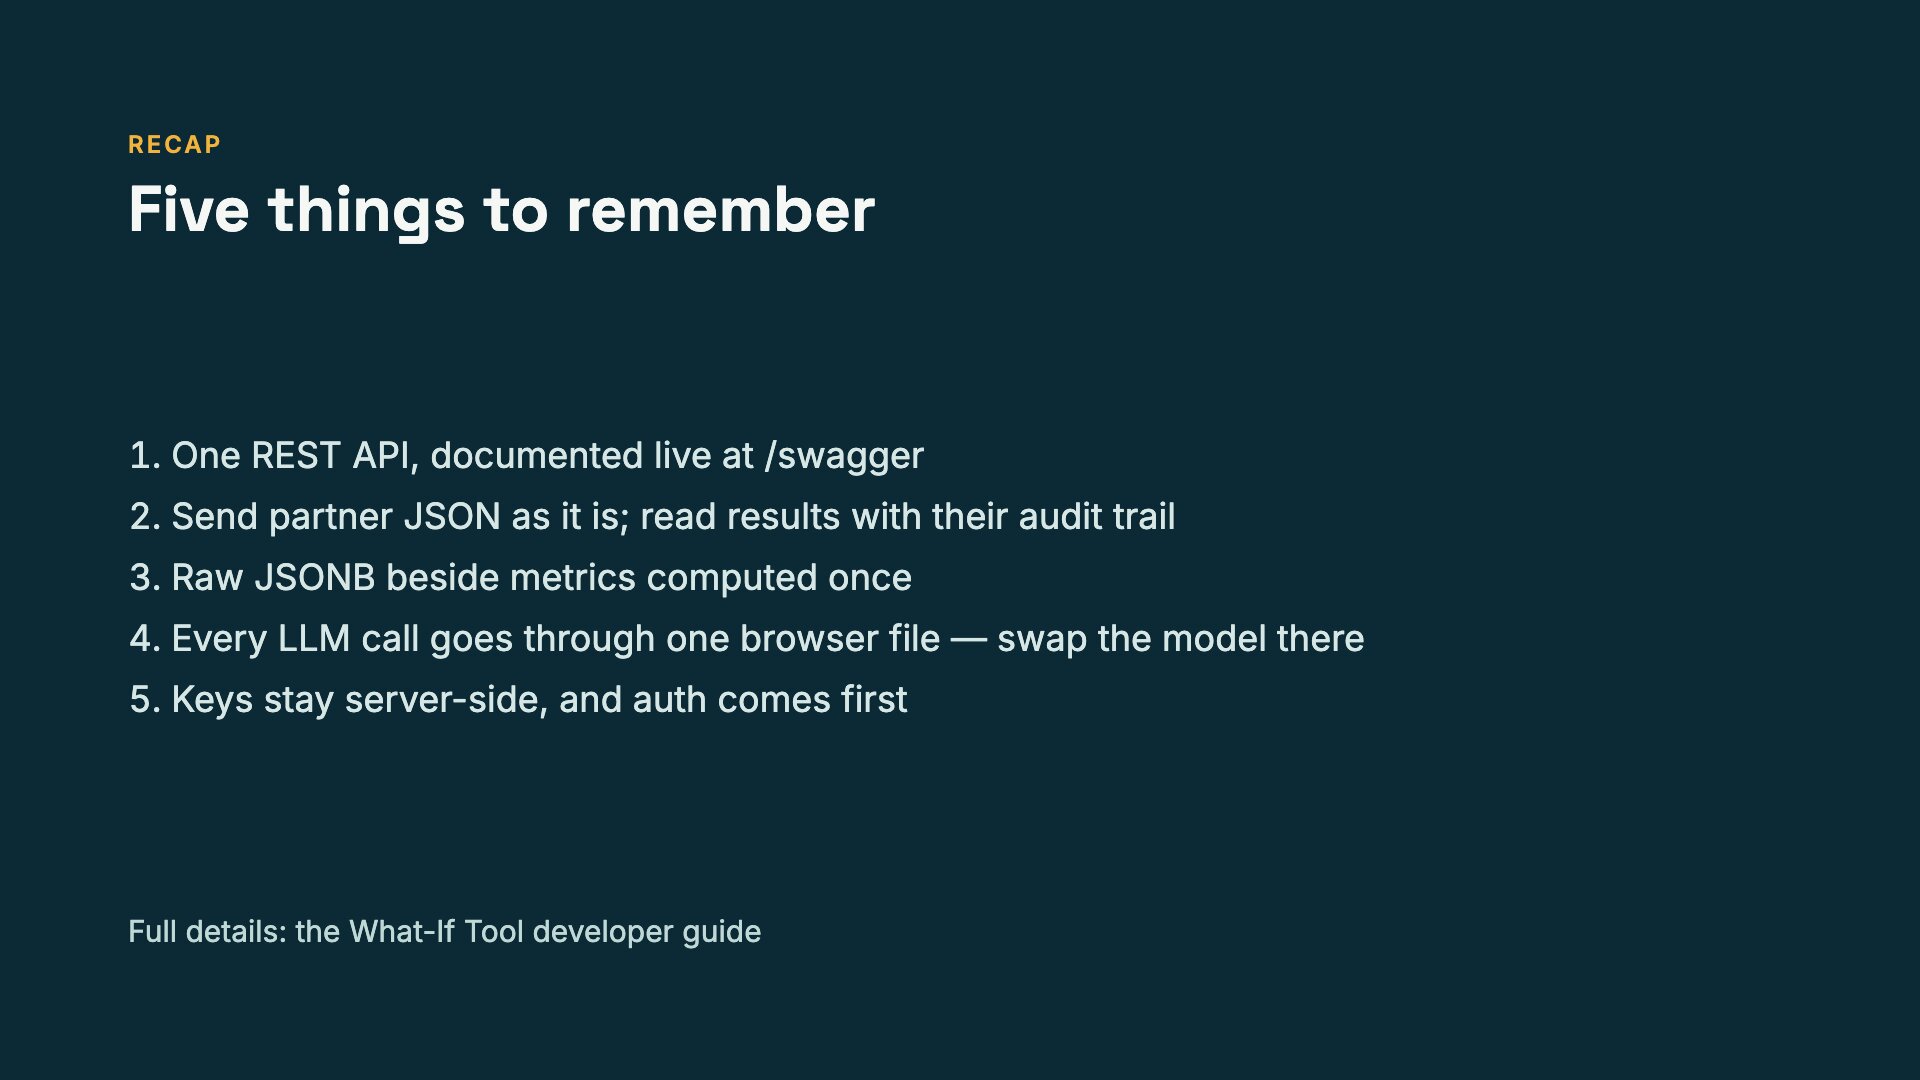 RECAP
Five things to remember
1. One REST API, documented live at /swagger
2. Send partner JSON as it is; read results with their audit trail
3. Raw JSONB beside metrics computed once
4. Every LLM call goes through one browser file — swap the model there
5. Keys stay server-side, and auth comes first
Full details: the What-If Tool developer guide